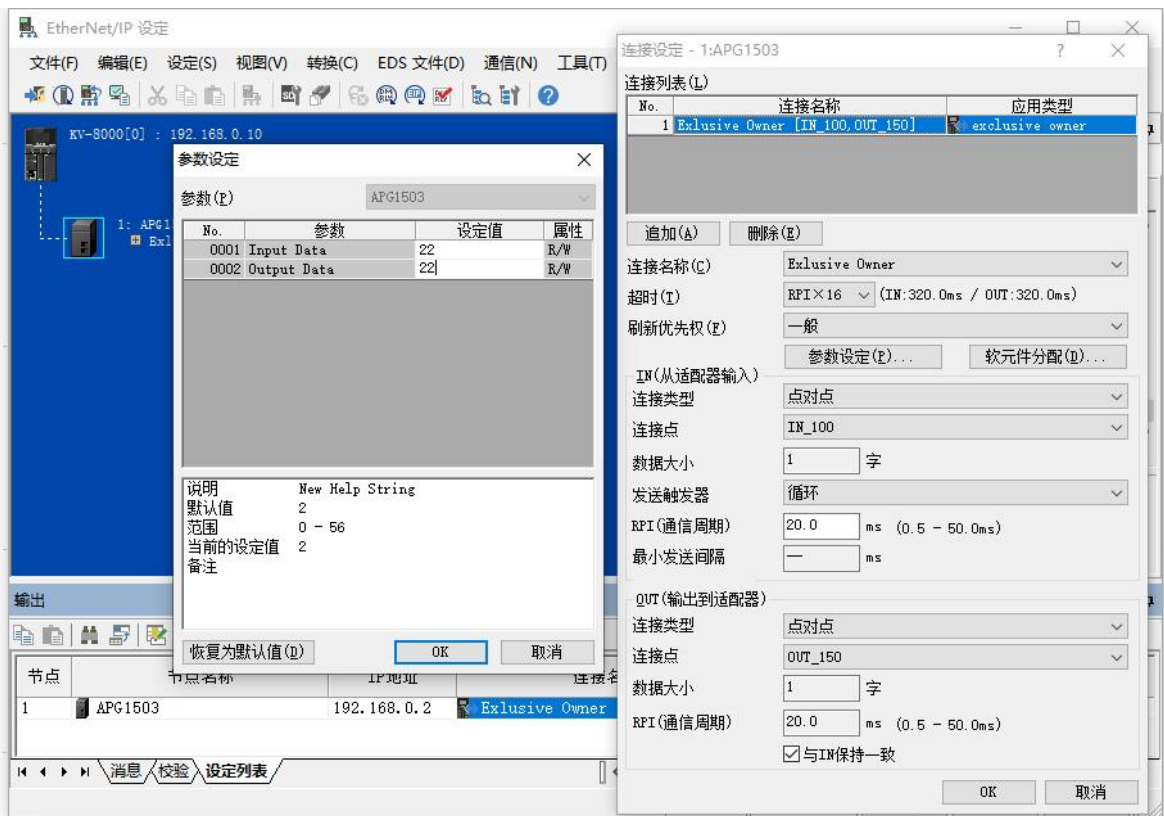 EtherNet/IP 设定
文件(F) 编辑(E) 设定(S) 视图(V) 转换(C) EDS 文件(D) 通信(N) 工具(T)
KV-8000[0] : 192.168.0.10
1: APG1
Exl
参数设定
参数(P) APG1503
No. 参数 设定值 属性
0001 Input Data 22 R/W
0002 Output Data 22 R/W
说明 New Help String
默认值 2
范围 0 - 56
当前的设定值 2
备注
恢复为默认值(D) OK 取消
输出
节点 节点名称 IP地址 连接名
1 APG1503 192.168.0.2 Exlusive Owner
消息 校验 设定列表
连接设定 - 1:APG1503 ?
连接列表(L)
No. 连接名称 应用类型
1 Exlusive Owner [IN_100,OUT_150] exclusive owner
追加(A) 删除(E)
连接名称(C) Exlusive Owner
超时(T) RPI×16 (IN:320.0ms / OUT:320.0ms)
刷新优先权(F) 一般
参数设定(P)... 软元件分配(D)...
IN(从适配器输入)
连接类型 点对点
连接点 IN_100
数据大小 1 字
发送触发器 循环
RPI(通信周期) 20.0 ms (0.5 - 50.0ms)
最小发送间隔 — ms
OUT(输出到适配器)
连接类型 点对点
连接点 OUT_150
数据大小 1 字
RPI(通信周期) 20.0 ms (0.5 - 50.0ms)
与IN保持一致
OK 取消